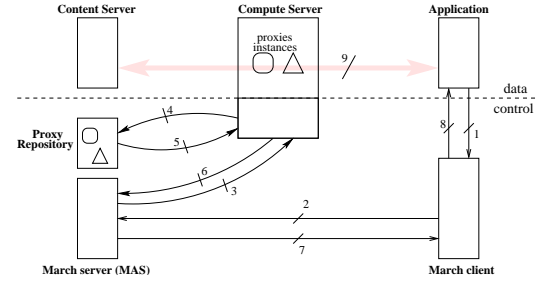 Content Server
Compute Server
Application
proxies
instances
9
data
control
4
Proxy
Repository
5
8
1
6
3
2
7
March server (MAS)
March client